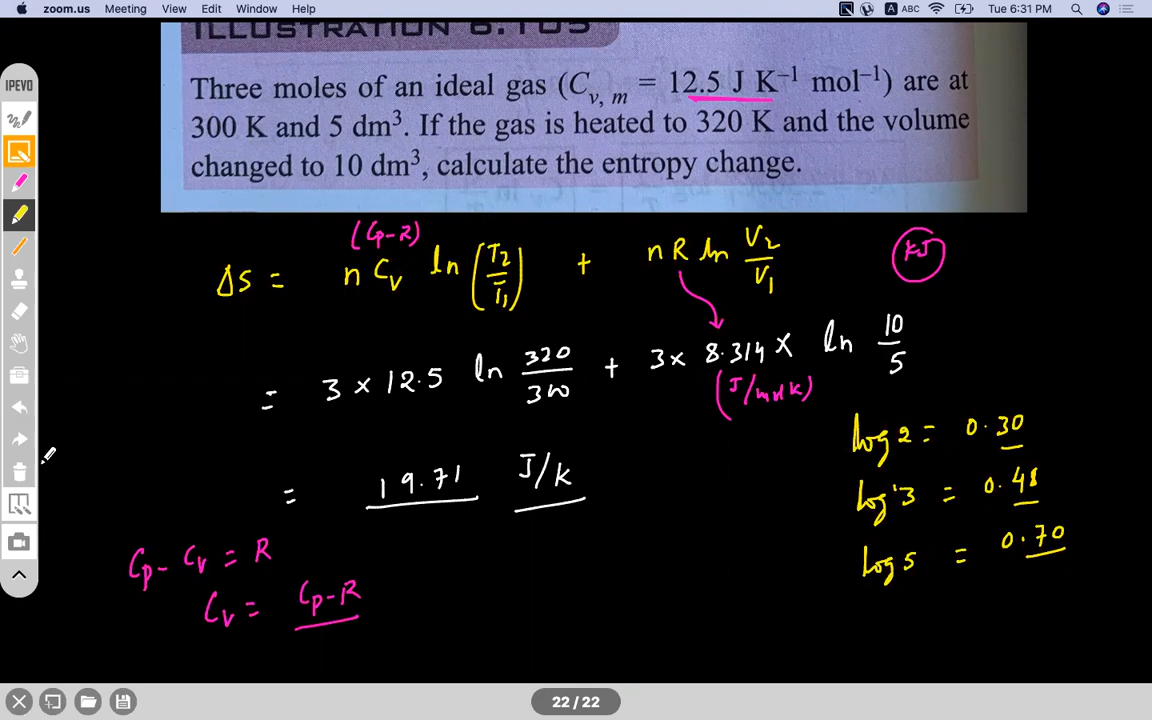 zoom.us Meeting View Edit Window Help A ABC Tue 6:31 PM
IPEVO
ILLUSTRATION 6.105
Three moles of an ideal gas (Cv, m = 12.5 J K⁻¹ mol⁻¹) are at
300 K and 5 dm³. If the gas is heated to 320 K and the volume
changed to 10 dm³, calculate the entropy change.
(Cp-R)
Δs = n Cv ln (T2/T1) + nR ln V2/V1
KJ
= 3 × 12.5 ln 320/300 + 3× 8.314 × ln 10/5
(J/mol K)
= 19.71 J/K
log 2 = 0.30
log 3 = 0.48
log 5 = 0.70
Cp - Cv = R
Cv = Cp-R
22 / 22